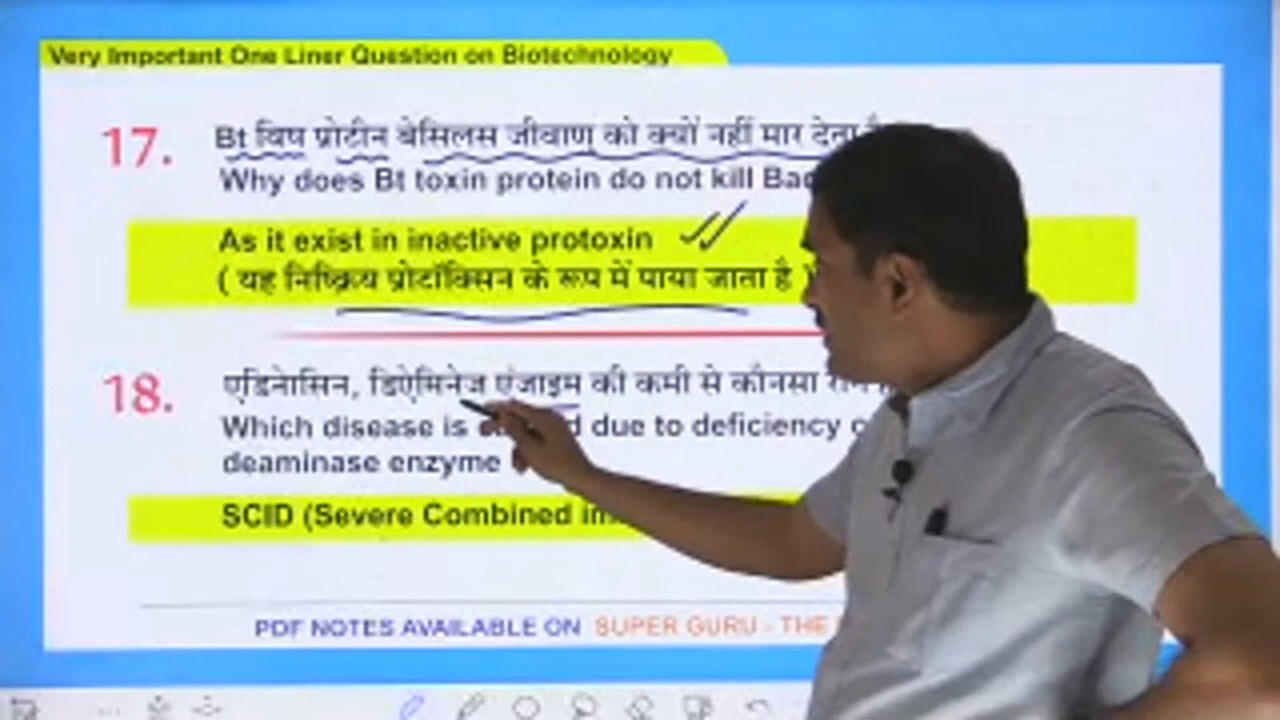 Very Important One Liner Question on Biotechnology
17. Bt विष प्रोटीन बेसिलस जीवाणु को क्यों नहीं मार देता
Why does Bt toxin protein do not kill
As it exist in inactive protoxin
( यह निष्क्रिय प्रोटॉक्सिन के रूप में पाया जाता है )
18. एडिनोसिन, डिऐमिनेज एंजाइम की कमी से कौनसा
Which disease is due to deficiency
deaminase enzyme
SCID (Severe Combined
PDF NOTES AVAILABLE ON SUPER GURU - THE